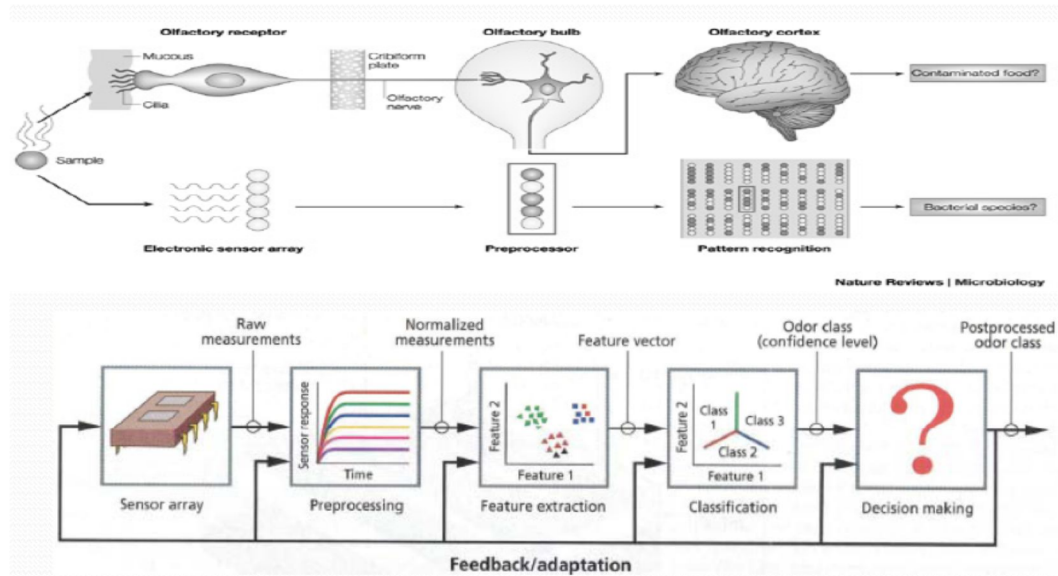 Olfactory receptor
Olfactory bulb
Olfactory cortex
Mucous
Cribiform
plate
Contaminated food?
Cilia
Olfactory
nerve
Sample
Bacterial species?
Electronic sensor array
Preprocessor
Pattern recognition
Nature Reviews | Microbiology
Raw
measurements
Normalized
measurements
Feature vector
Odor class
(confidence level)
Postprocessed
odor class
Sensor response
Time
Feature 2
Feature 1
Feature 2
Class
1
Class 3
Class 2
Feature 1
?
Sensor array
Preprocessing
Feature extraction
Classification
Decision making
Feedback/adaptation